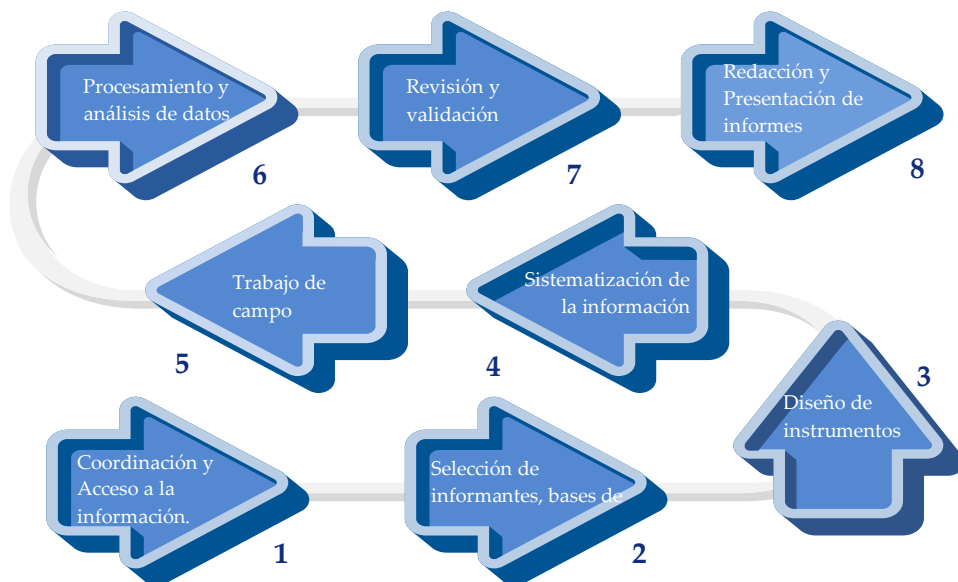 Procesamiento y
análisis de datos
6
Revisión y
validación
7
Redacción y
Presentación de
informes
8
Trabajo de
campo
5
Sistematización de
la información
4
Diseño de
instrumentos
3
Coordinación y
Acceso a la
información.
1
Selección de
informantes, bases de
2